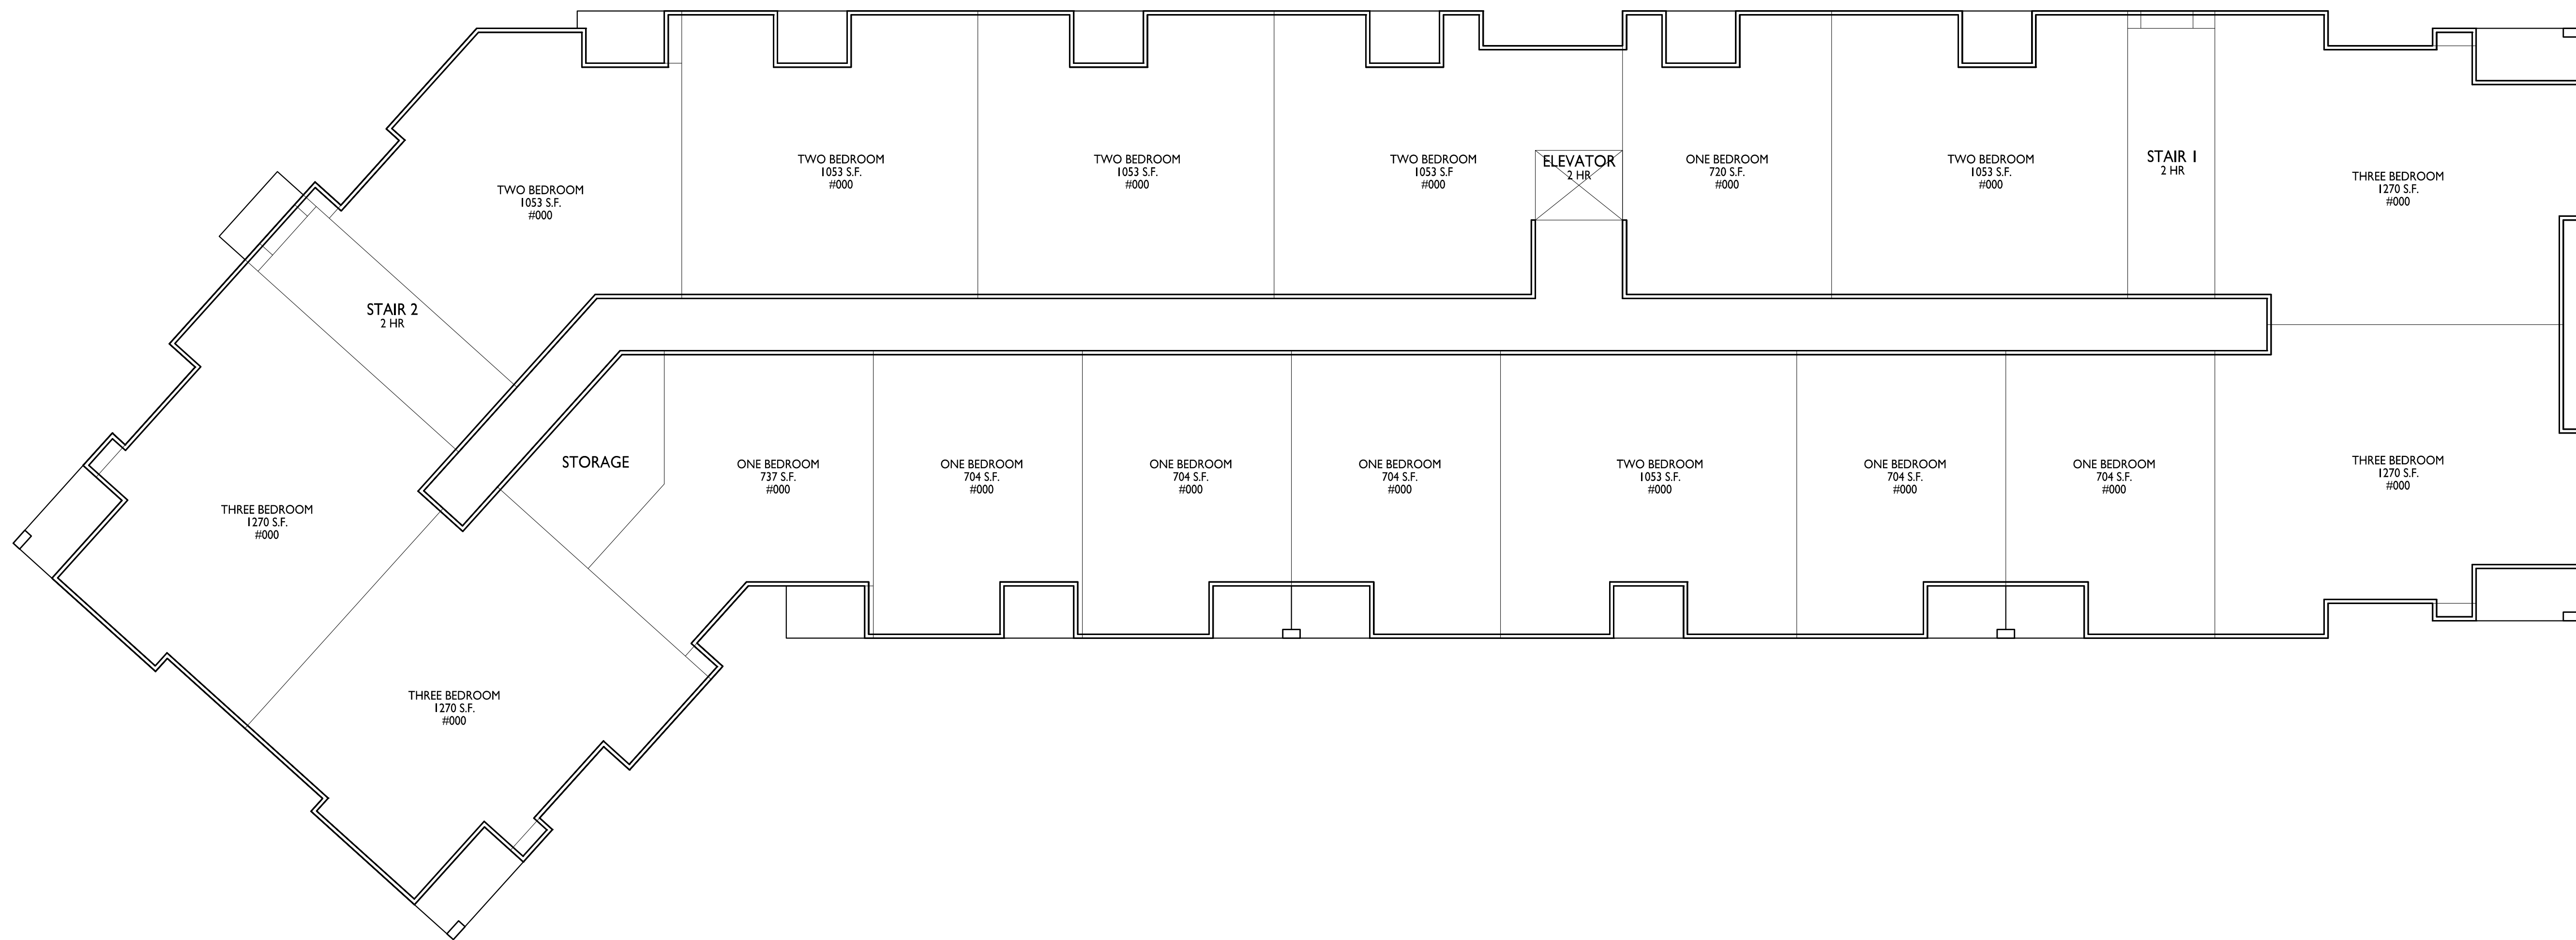 TWO BEDROOM
1053 S.F.
#000
TWO BEDROOM
1053 S.F.
#000
TWO BEDROOM
1053 S.F.
#000
TWO BEDROOM
1053 S.F
#000
ELEVATOR
2 HR
ONE BEDROOM
720 S.F.
#000
TWO BEDROOM
1053 S.F.
#000
STAIR 1
2 HR
THREE BEDROOM
1270 S.F.
#000
STAIR 2
2 HR
STORAGE
ONE BEDROOM
737 S.F.
#000
ONE BEDROOM
704 S.F.
#000
ONE BEDROOM
704 S.F.
#000
ONE BEDROOM
704 S.F.
#000
TWO BEDROOM
1053 S.F.
#000
ONE BEDROOM
704 S.F.
#000
ONE BEDROOM
704 S.F.
#000
THREE BEDROOM
1270 S.F.
#000
THREE BEDROOM
1270 S.F.
#000
THREE BEDROOM
1270 S.F.
#000